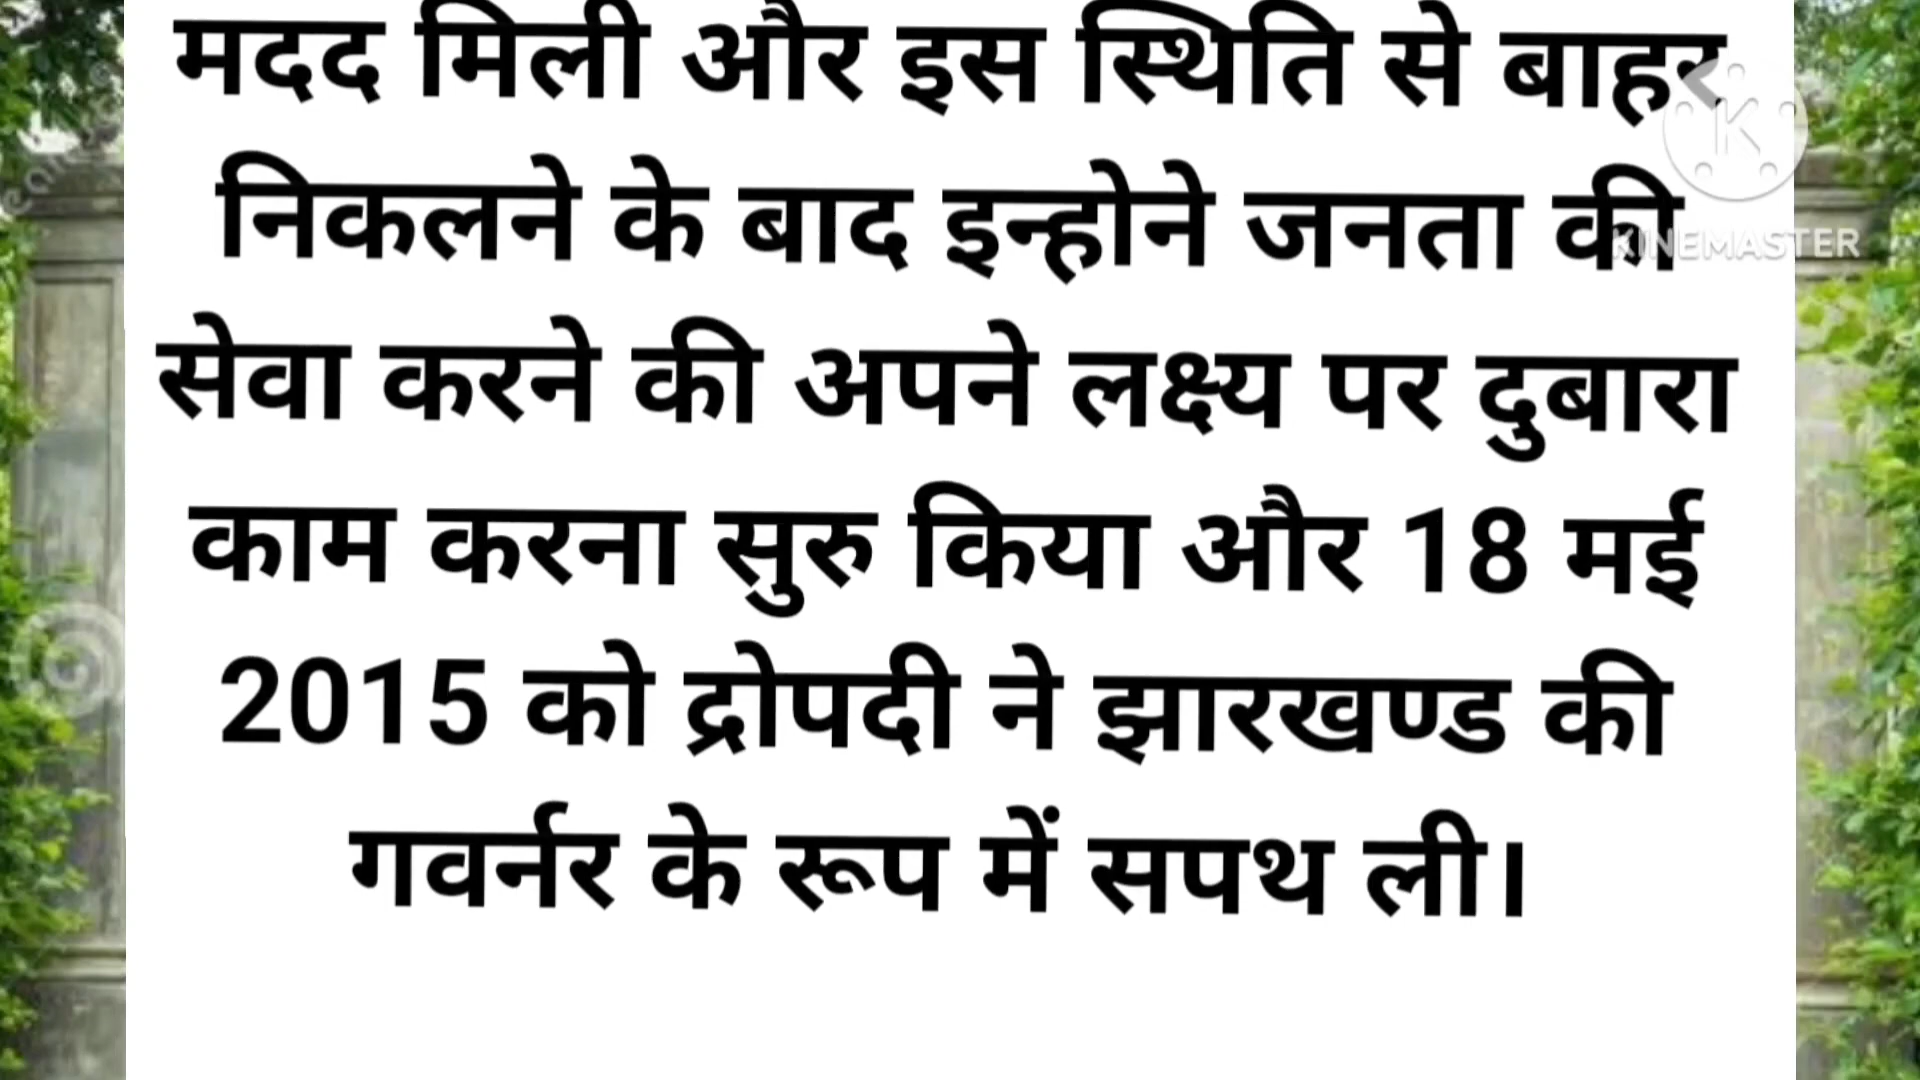 मदद मिली और इस स्थिति से बाहर
निकलने के बाद इन्होने जनता की
सेवा करने की अपने लक्ष्य पर दुबारा
काम करना सुरु किया और 18 मई
2015 को द्रोपदी ने झारखण्ड की
गवर्नर के रूप में सपथ ली।
K
KINEMASTER